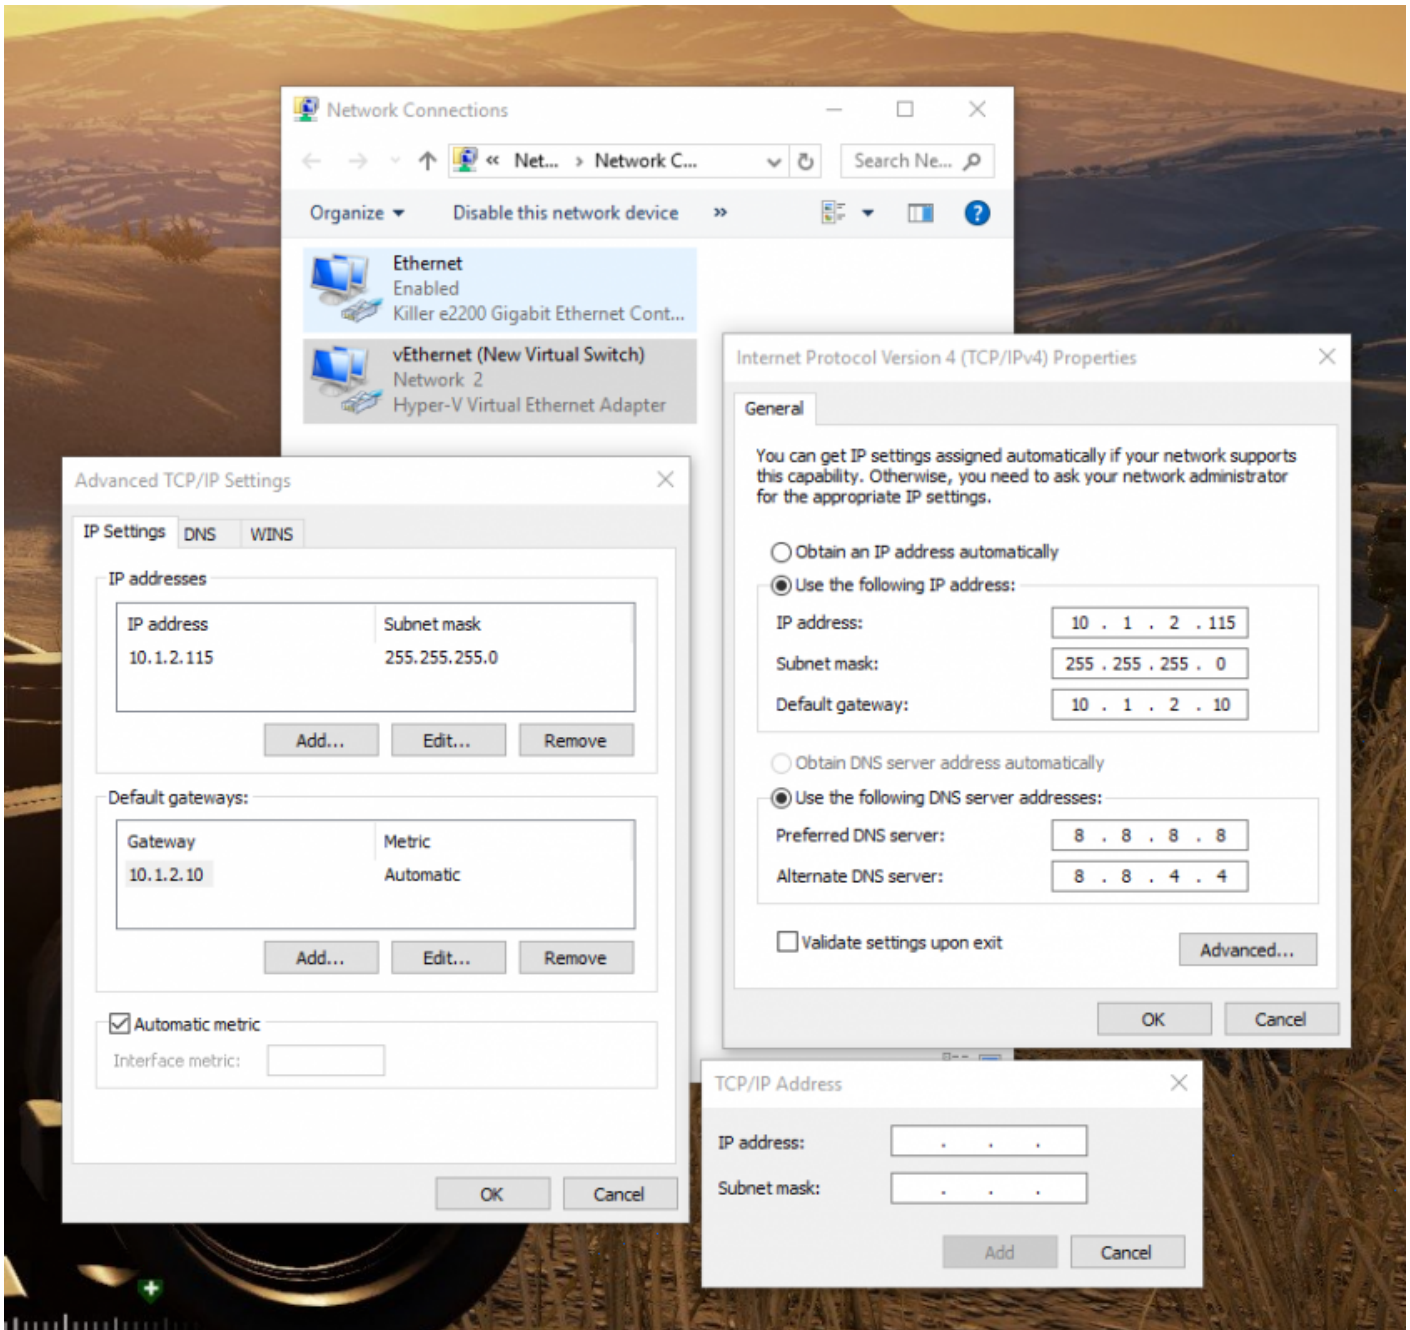 Network Connections
« Net... › Network C...
Search Ne...
Organize
Disable this network device »
?
Ethernet
Enabled
Killer e2200 Gigabit Ethernet Cont...
vEthernet (New Virtual Switch)
Network 2
Hyper-V Virtual Ethernet Adapter
Internet Protocol Version 4 (TCP/IPv4) Properties
General
You can get IP settings assigned automatically if your network supports
this capability. Otherwise, you need to ask your network administrator
for the appropriate IP settings.
Obtain an IP address automatically
Use the following IP address:
IP address: 10 . 1 . 2 . 115
Subnet mask: 255 . 255 . 255 . 0
Default gateway: 10 . 1 . 2 . 10
Obtain DNS server address automatically
Use the following DNS server addresses:
Preferred DNS server: 8 . 8 . 8 . 8
Alternate DNS server: 8 . 8 . 4 . 4
Validate settings upon exit
Advanced...
OK Cancel
Advanced TCP/IP Settings
IP Settings DNS WINS
IP addresses
IP address Subnet mask
10.1.2.115 255.255.255.0
Add... Edit... Remove
Default gateways:
Gateway Metric
10.1.2.10 Automatic
Add... Edit... Remove
Automatic metric
Interface metric:
OK Cancel
TCP/IP Address
IP address: . . .
Subnet mask: . . .
Add Cancel